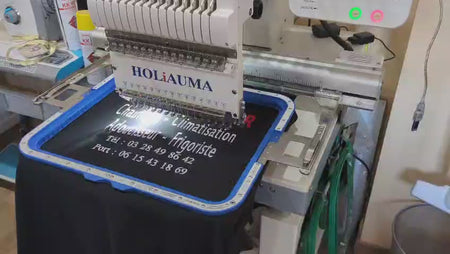 HOLiAUMA
Climatisation
- Frigoriste
Tél : 03 28 49 86 42
Port : 06 15 43 18 69